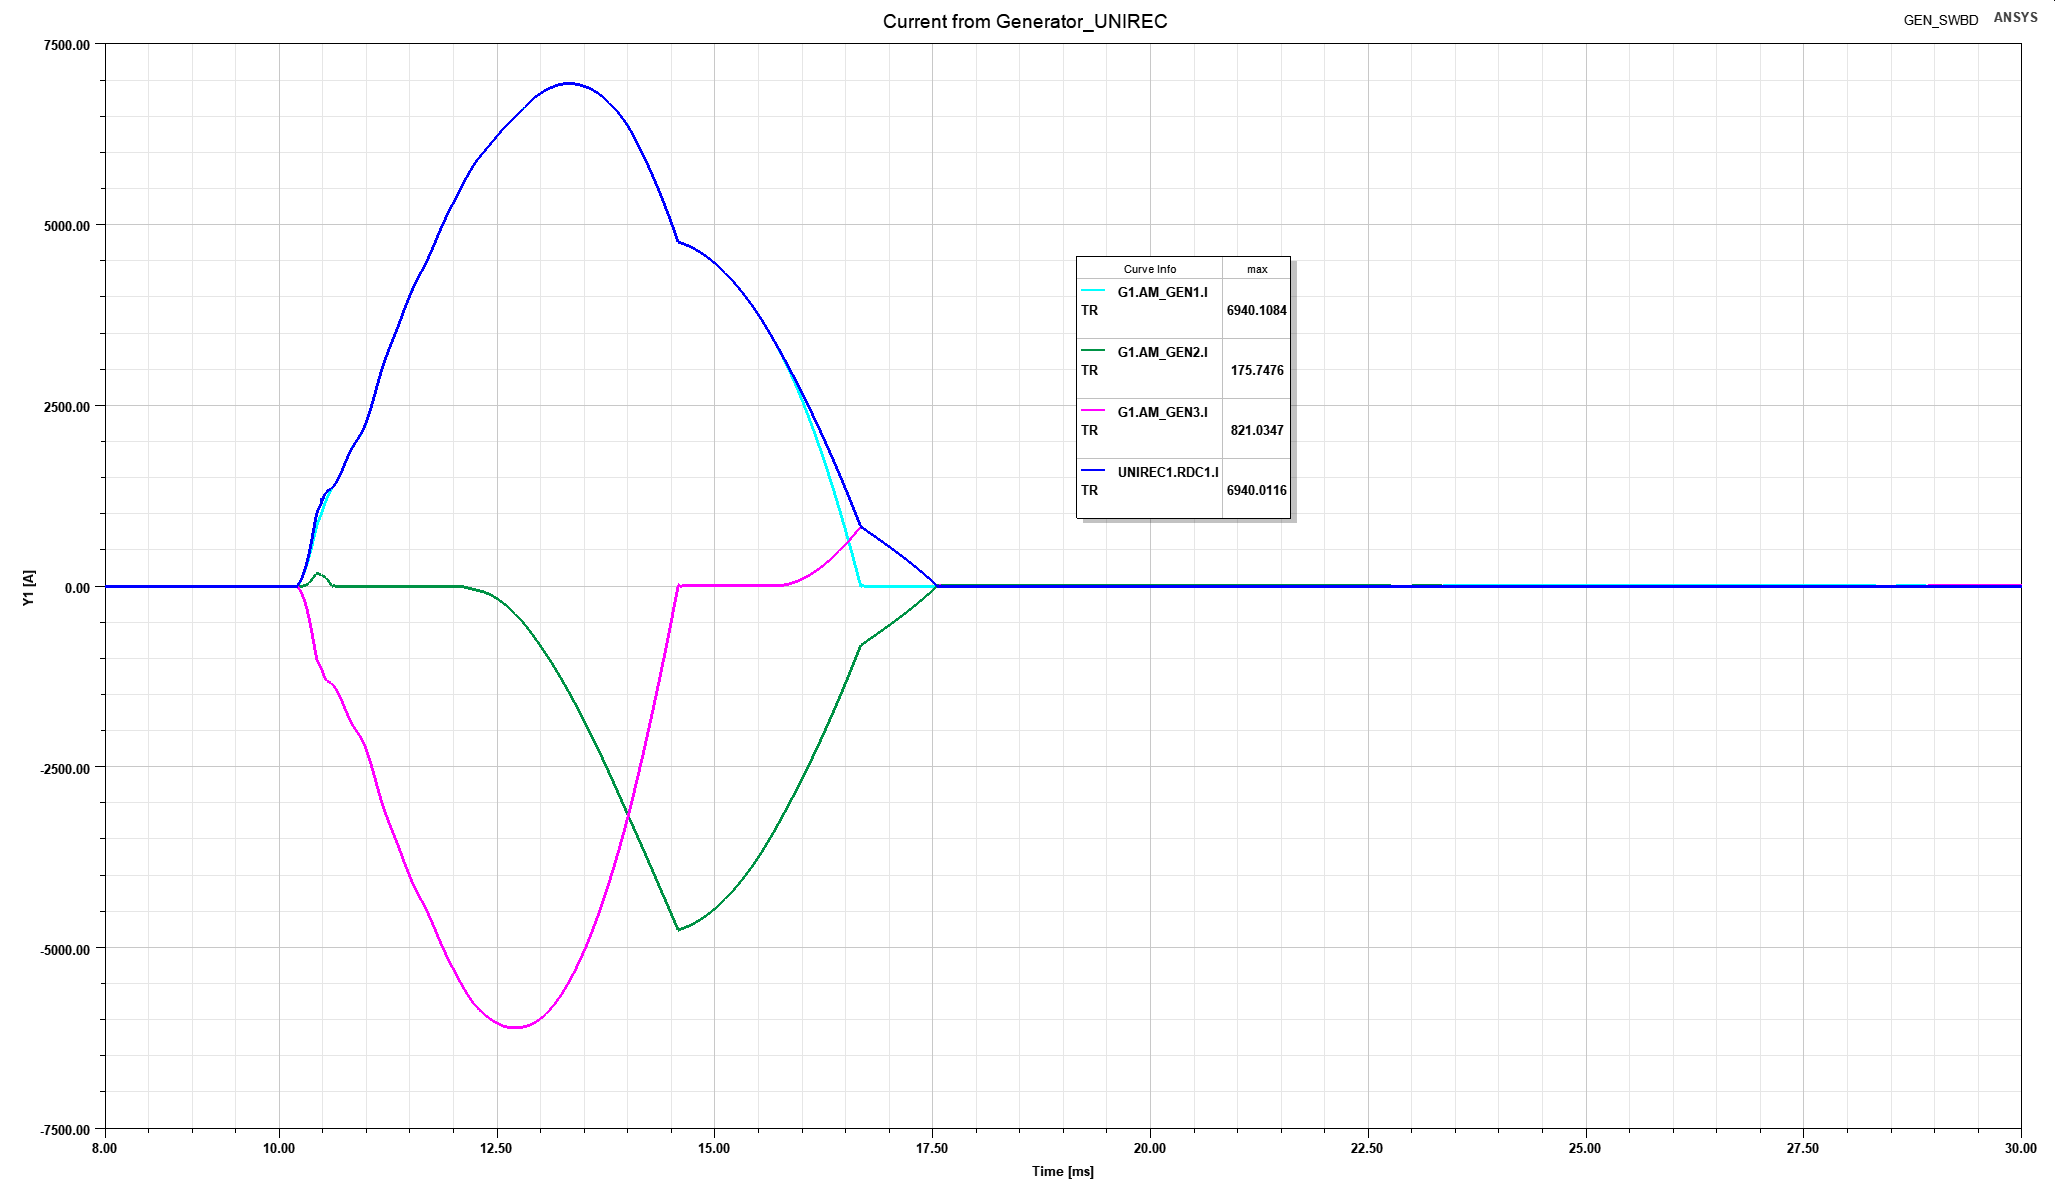 Current from Generator_UNIREC
GEN_SWBD ANSYS
7500.00
5000.00
2500.00
0.00
-2500.00
-5000.00
-7500.00
Y1 [A]
Curve Info max
G1.AM_GEN1.I
TR 6940.1084
G1.AM_GEN2.I
TR 175.7476
G1.AM_GEN3.I
TR 821.0347
UNIREC1.RDC1.I
TR 6940.0116
8.00 10.00 12.50 15.00 17.50 20.00 22.50 25.00 27.50 30.00
Time [ms]